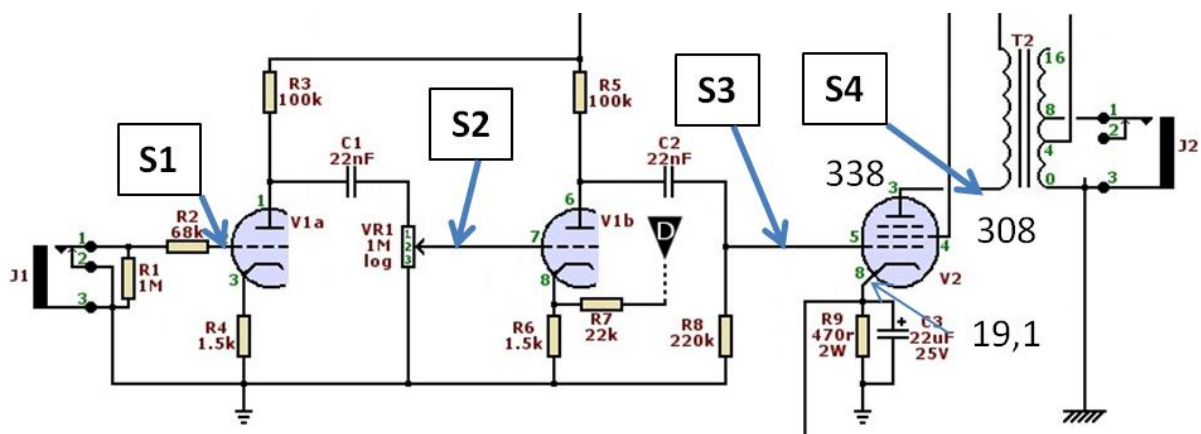 S1
S2
S3
S4
R3
100k
R5
100k
T2
16
8
4
0
1
2
3
J2
C1
22nF
C2
22nF
338
3
308
1
V1a
6
V1b
D
R2
68k
VR1
1M
log
1
2
3
7
5
4
V2
1
2
3
J1
R1
1M
3
8
8
R4
1.5k
R6
1.5k
R7
22k
R8
220k
R9
470r
2W
+
C3
22uF
25V
19,1